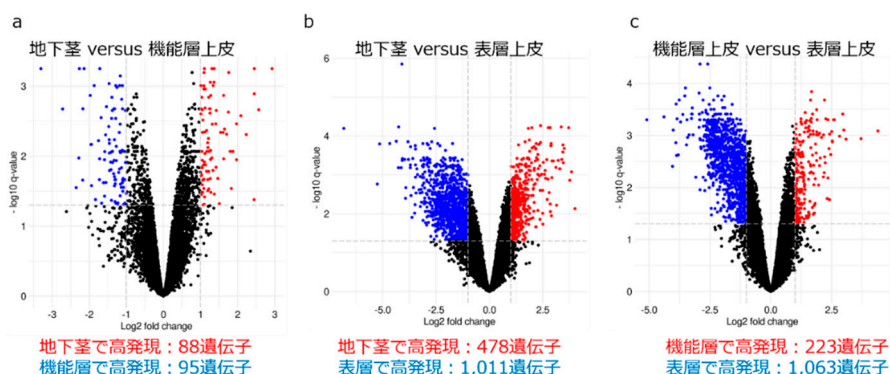 a
地下茎 versus 機能層上皮
3
2
1
0
-3
-2
-1
0
1
2
3
- log10 q-value
Log2 fold change
地下茎で高発現：88遺伝子
機能層で高発現：95遺伝子
b
地下茎 versus 表層上皮
6
4
2
0
-5.0
-2.5
0.0
2.5
- log10 q-value
Log2 fold change
地下茎で高発現：478遺伝子
表層で高発現：1.011遺伝子
c
機能層上皮 versus 表層上皮
4
3
2
1
0
-5.0
-2.5
0.0
2.5
- log10 q-value
Log2 fold change
機能層で高発現：223遺伝子
表層で高発現：1.063遺伝子